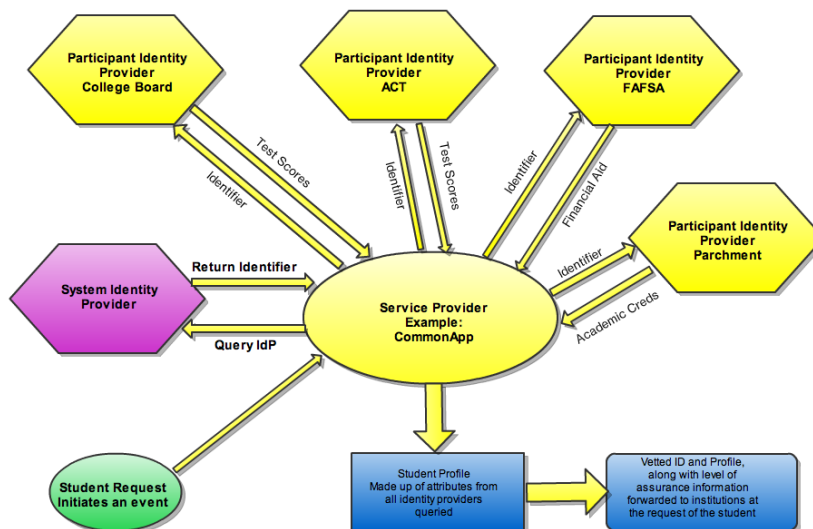 Participant Identity
Provider
College Board
Participant Identity
Provider
ACT
Participant Identity
Provider
FAFSA
Test Scores
Identifier
Identifier
Test Scores
Identifier
Financial Aid
Participant Identity
Provider
Parchment
Identifier
Academic Creds
System Identity
Provider
Return Identifier
Query IdP
Service Provider
Example:
CommonApp
Student Request
Initiates an event
Student Profile
Made up of attributes from
all identity providers
queried
Vetted ID and Profile,
along with level of
assurance information
forwarded to institutions at
the request of the student